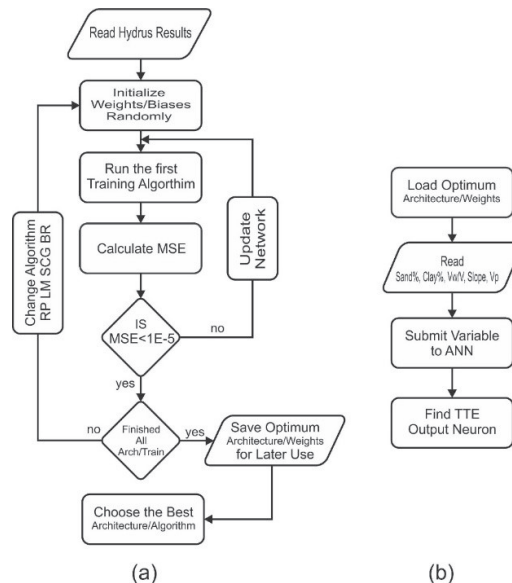 Read Hydrus Results
Initialize
Weights/Biases
Randomly
Run the first
Training Algorthim
Calculate MSE
Update
Network
Change Algorithm
RP LM SCG BR
IS
MSE<1E-5
no
yes
Finished
All
Arch/Train
no
yes
Save Optimum
Architecture/Weights
for Later Use
Choose the Best
Architecture/Algorithm
(a)
Load Optimum
Architecture/Weights
Read
Sand%, Clay%, Vw/V, Slope, Vp
Submit Variable
to ANN
Find TTE
Output Neuron
(b)